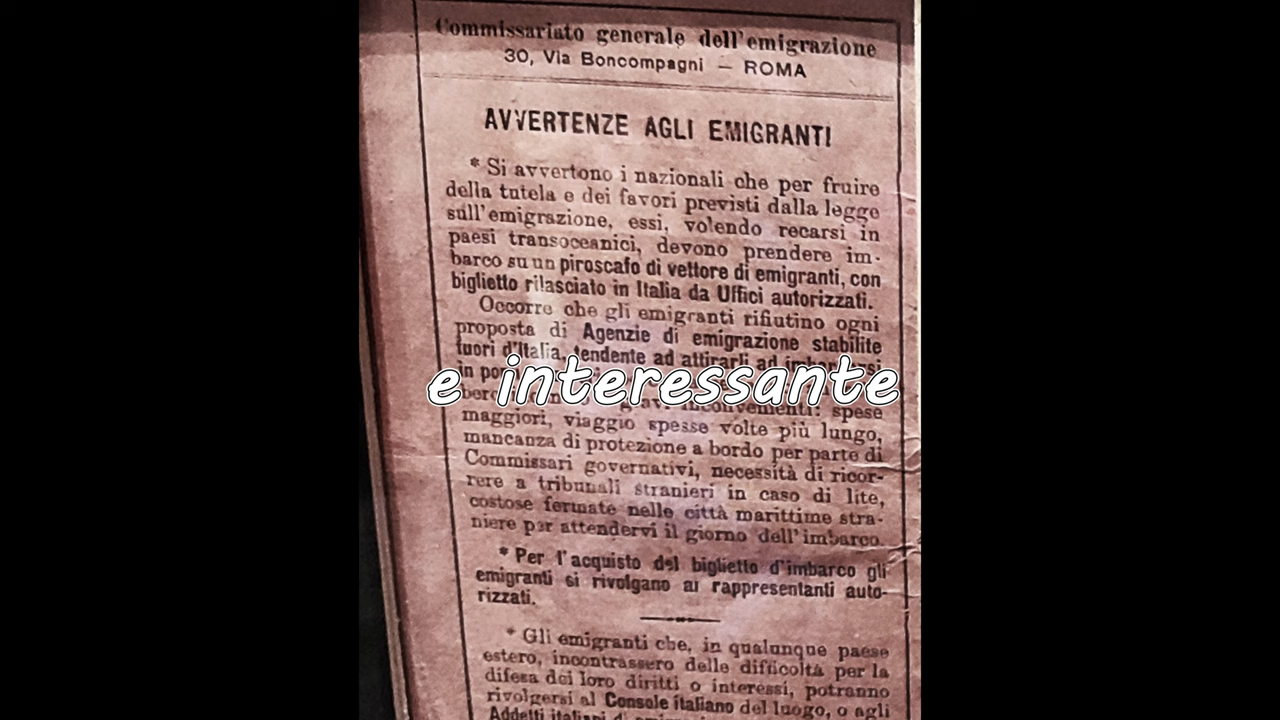 Commissariato generale dell'emigrazione
30, Via Boncompagni — ROMA
AVVERTENZE AGLI EMIGRANTI
* Si avvertono i nazionali che per fruire
della tutela e dei favori previsti dalla legge
sull'emigrazione, essi, volendo recarsi in
paesi transoceanici, devono prendere im-
barco su un piroscafo di vettore di emigranti, con
biglietto rilasciato in Italia da Uffici autorizzati.
Occorre che gli emigranti rifiutino ogni
proposta di Agenzie di emigrazione stabilite
fuori d'Italia, tendente ad attirarli ad imbarcarsi
in
e interessante
inconvenienti: spese
maggiori, viaggio spesse volte più lungo,
mancanza di protezione a bordo per parte di
Commissari governativi, necessità di ricor-
rere a tribunali stranieri in caso di lite,
costose fermate nelle città marittime stra-
niere per attendervi il giorno dell'imbarco.
* Per l'acquisto del biglietto d'imbarco gli
emigranti si rivolgano ai rappresentanti auto-
rizzati.
* Gli emigranti che, in qualunque paese
estero, incontrassero delle difficoltà per la
difesa dei loro diritti o interessi, potranno
rivolgersi al Console italiano del luogo, o agli
Addetti italiani di